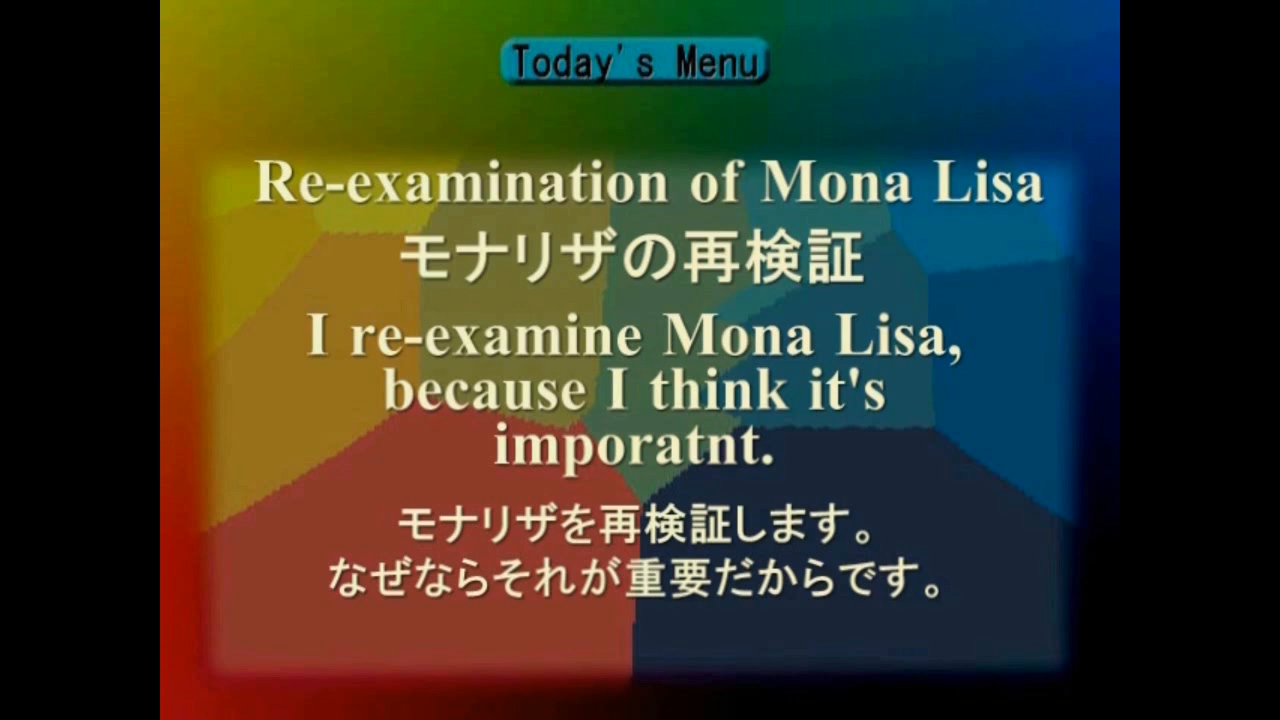 Today's Menu
Re-examination of Mona Lisa
モナリザの再検証
I re-examine Mona Lisa,
because I think it's
imporatnt.
モナリザを再検証します。
なぜならそれが重要だからです。